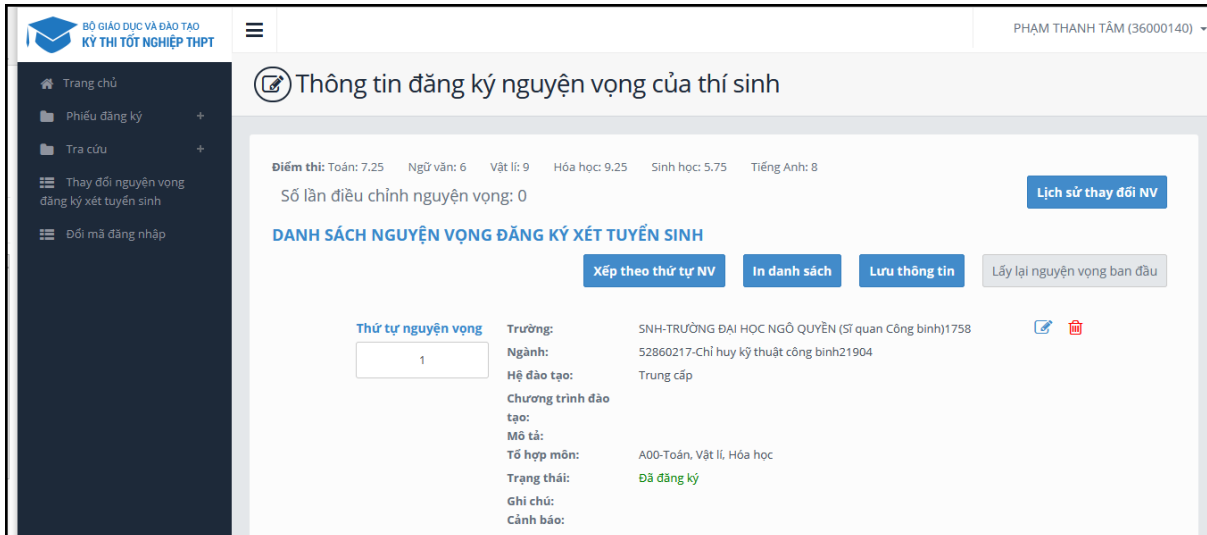 BỘ GIÁO DỤC VÀ ĐÀO TẠO
KỲ THI TỐT NGHIỆP THPT
PHẠM THANH TÂM (36000140)
Trang chủ
Phiếu đăng ký +
Tra cứu +
Thay đổi nguyện vọng
đăng ký xét tuyển sinh
Đổi mã đăng nhập
Thông tin đăng ký nguyện vọng của thí sinh
Điểm thi: Toán: 7.25 Ngữ văn: 6 Vật lí: 9 Hóa học: 9.25 Sinh học: 5.75 Tiếng Anh: 8
Số lần điều chỉnh nguyện vọng: 0
Lịch sử thay đổi NV
DANH SÁCH NGUYỆN VỌNG ĐĂNG KÝ XÉT TUYỂN SINH
Xếp theo thứ tự NV In danh sách Lưu thông tin Lấy lại nguyện vọng ban đầu
Thứ tự nguyện vọng
1
Trường: SNH-TRƯỜNG ĐẠI HỌC NGÔ QUYỀN (Sĩ quan Công binh)1758
Ngành: 52860217-Chỉ huy kỹ thuật công binh21904
Hệ đào tạo: Trung cấp
Chương trình đào
tạo:
Mô tả:
Tổ hợp môn: A00-Toán, Vật lí, Hóa học
Trạng thái: Đã đăng ký
Ghi chú:
Cảnh báo: